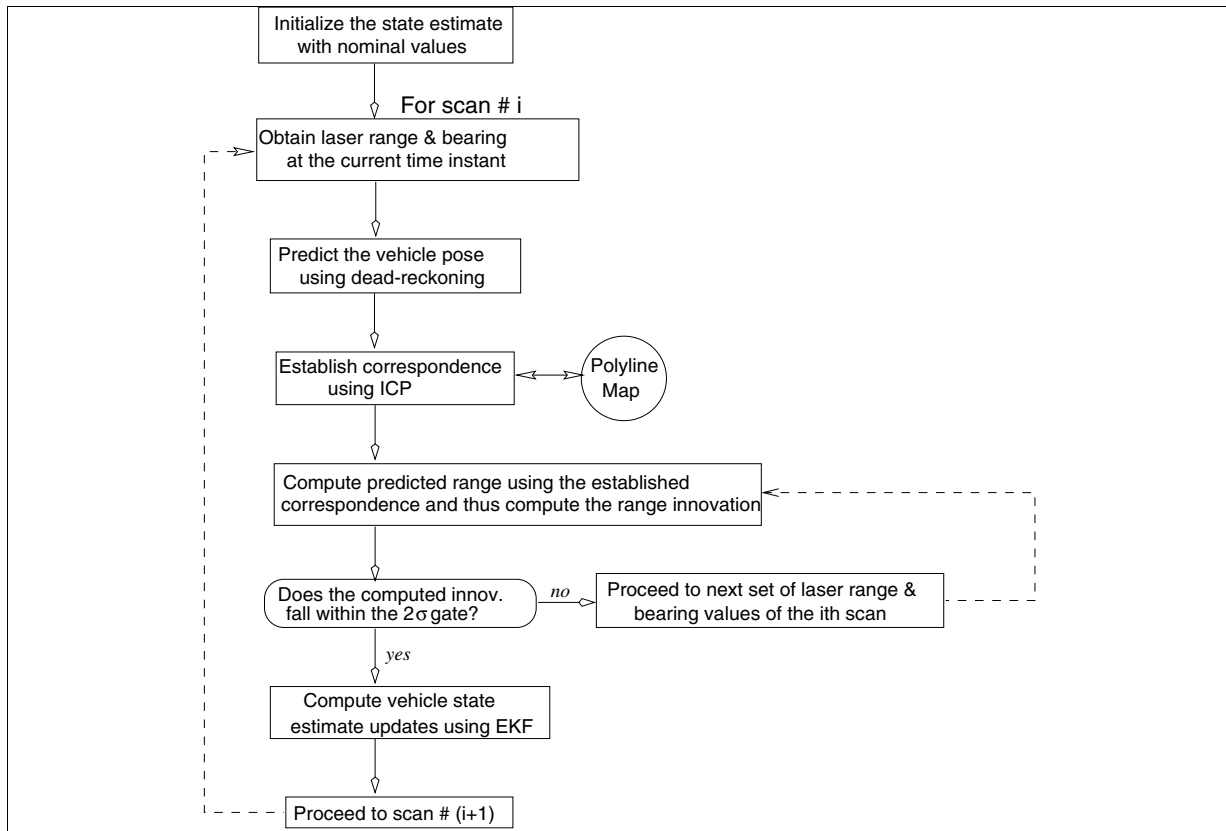 Initialize the state estimate
with nominal values
For scan # i
Obtain laser range & bearing
at the current time instant
Predict the vehicle pose
using dead-reckoning
Establish correspondence
using ICP
Polyline
Map
Compute predicted range using the established
correspondence and thus compute the range innovation
Does the computed innov.
fall within the 2σ gate?
no
Proceed to next set of laser range &
bearing values of the ith scan
yes
Compute vehicle state
estimate updates using EKF
Proceed to scan # (i+1)